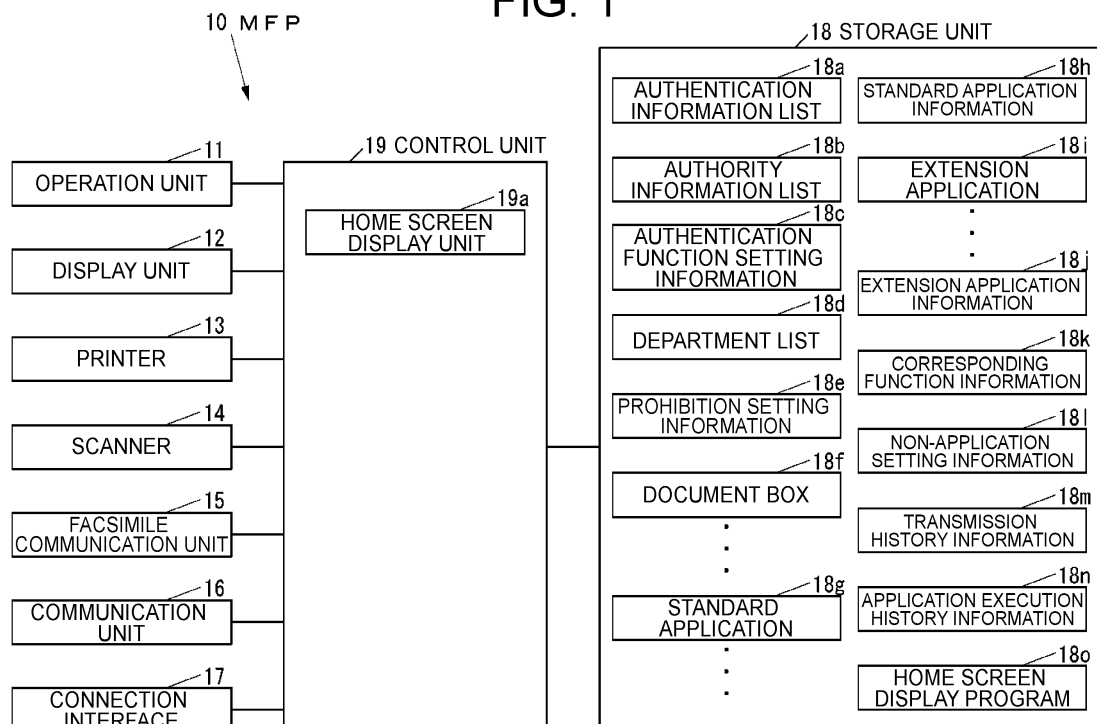 FIG. 1
10 MFP
11
OPERATION UNIT
12
DISPLAY UNIT
13
PRINTER
14
SCANNER
15
FACSIMILE
COMMUNICATION UNIT
16
COMMUNICATION
UNIT
17
CONNECTION
INTERFACE
19 CONTROL UNIT
19a
HOME SCREEN
DISPLAY UNIT
18 STORAGE UNIT
18a
AUTHENTICATION
INFORMATION LIST
18b
AUTHORITY
INFORMATION LIST
18c
AUTHENTICATION
FUNCTION SETTING
INFORMATION
18d
DEPARTMENT LIST
18e
PROHIBITION SETTING
INFORMATION
18f
DOCUMENT BOX
18g
STANDARD
APPLICATION
18h
STANDARD APPLICATION
INFORMATION
18i
EXTENSION
APPLICATION
18j
EXTENSION APPLICATION
INFORMATION
18k
CORRESPONDING
FUNCTION INFORMATION
18l
NON-APPLICATION
SETTING INFORMATION
18m
TRANSMISSION
HISTORY INFORMATION
18n
APPLICATION EXECUTION
HISTORY INFORMATION
18o
HOME SCREEN
DISPLAY PROGRAM